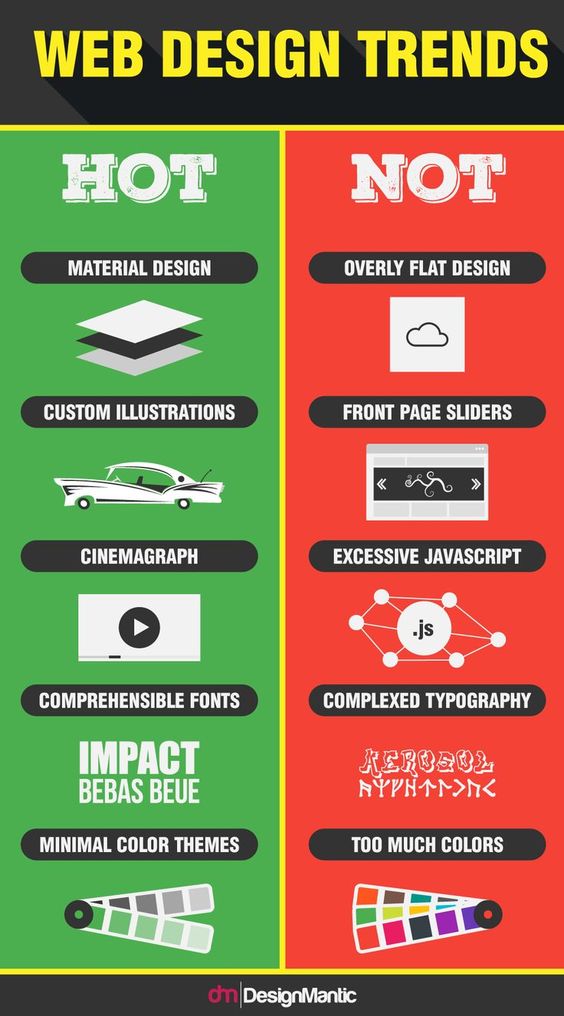 WEB DESIGN TRENDS
HOT
NOT
MATERIAL DESIGN
OVERLY FLAT DESIGN
CUSTOM ILLUSTRATIONS
FRONT PAGE SLIDERS
CINEMAGRAPH
EXCESSIVE JAVASCRIPT
.js
COMPREHENSIBLE FONTS
COMPLEXED TYPOGRAPHY
IMPACT
BEBAS BEUE
AEROSOL
MINIMAL COLOR THEMES
TOO MUCH COLORS
dm DesignMantic